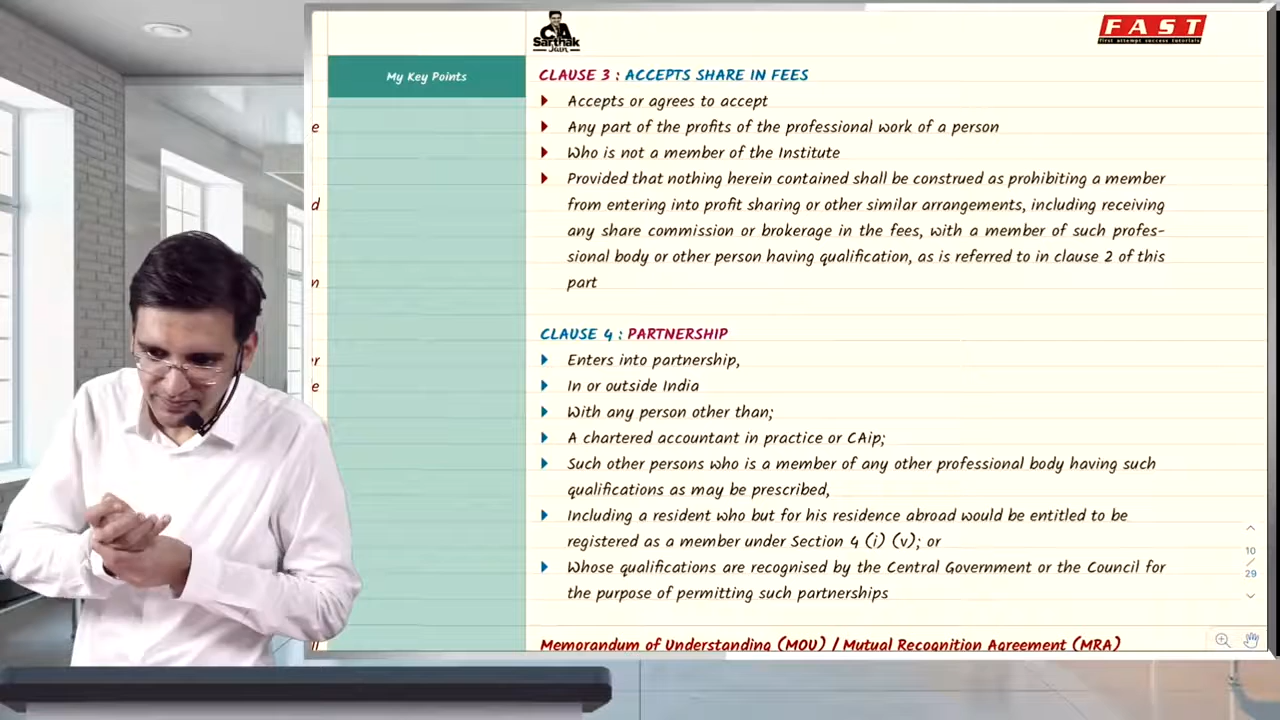 CA
Sarthak
Jain
FAST
first attempt success tutorials
My Key Points
CLAUSE 3 : ACCEPTS SHARE IN FEES
Accepts or agrees to accept
e
Any part of the profits of the professional work of a person
Who is not a member of the Institute
Provided that nothing herein contained shall be construed as prohibiting a member
d
from entering into profit sharing or other similar arrangements, including receiving
any share commission or brokerage in the fees, with a member of such profes-
sional body or other person having qualification, as is referred to in clause 2 of this
n
part
CLAUSE 4 : PARTNERSHIP
r
Enters into partnership,
e
In or outside India
With any person other than;
A chartered accountant in practice or CAip;
Such other persons who is a member of any other professional body having such
qualifications as may be prescribed,
Including a resident who but for his residence abroad would be entitled to be
registered as a member under Section 4 (i) (v); or
Whose qualifications are recognised by the Central Government or the Council for
the purpose of permitting such partnerships
10
/
29
Memorandum of Understanding (MOU) / Mutual Recognition Agreement (MRA)